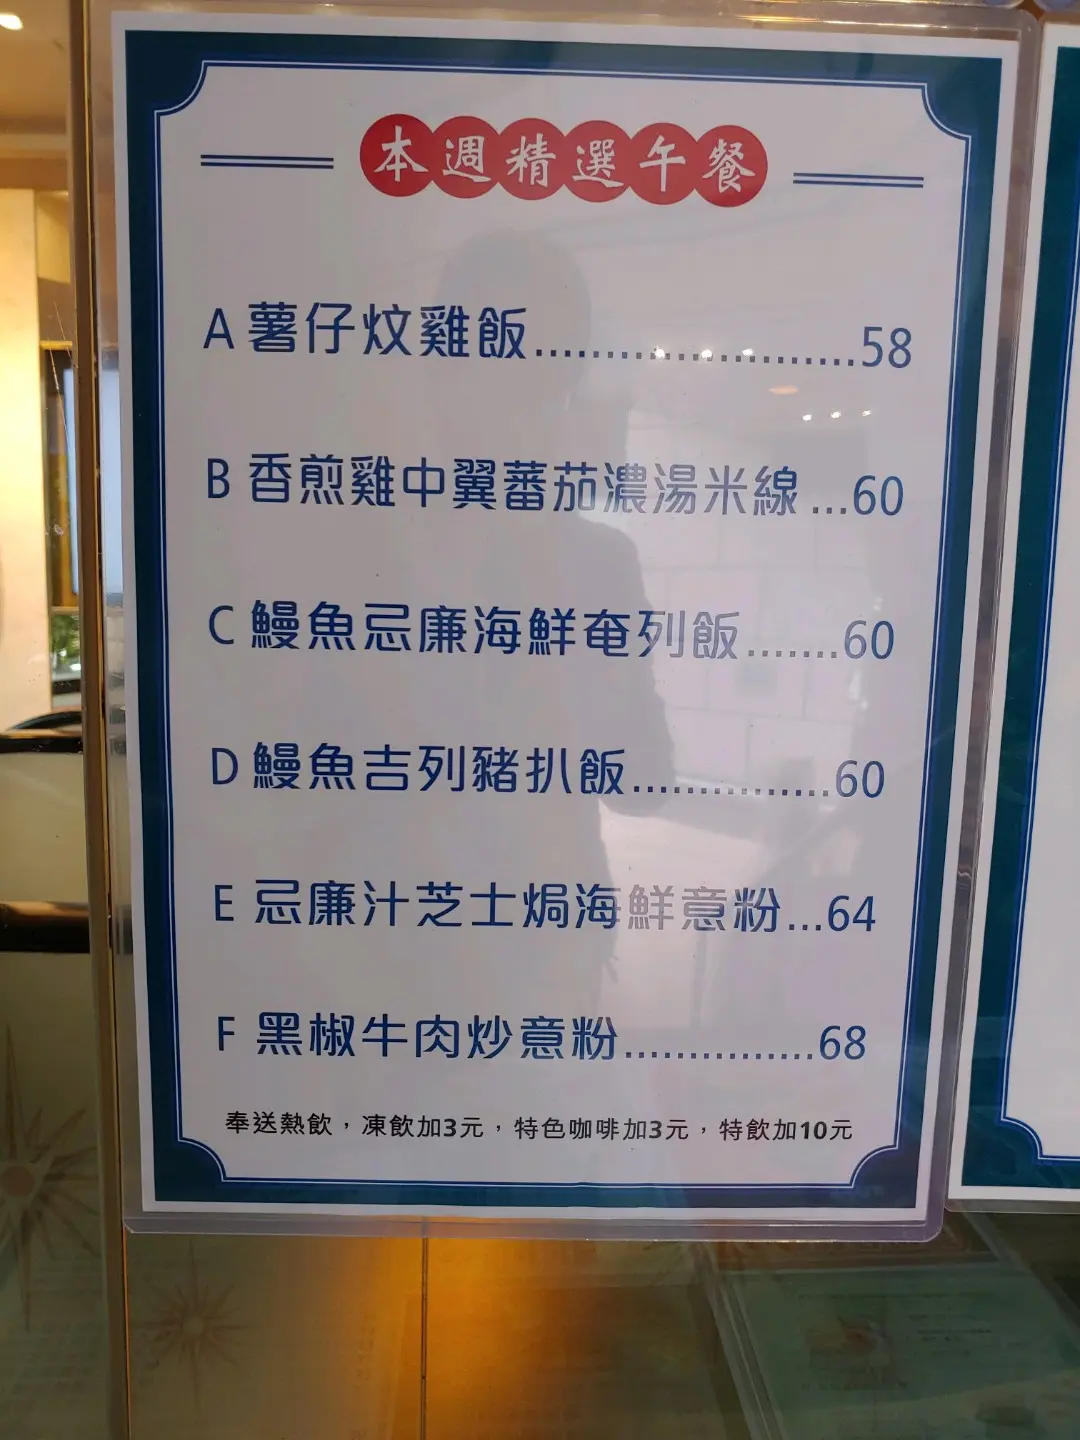 本週精選午餐
A 薯仔炆雞飯......................58
B 香煎雞中翼蕃茄濃湯米線 ...60
C 鰻魚忌廉海鮮奄列飯.......60
D 鰻魚吉列豬扒飯...............60
E 忌廉汁芝士焗海鮮意粉...64
F 黑椒牛肉炒意粉...............68
奉送熱飲，凍飲加3元，特色咖啡加3元，特飲加10元